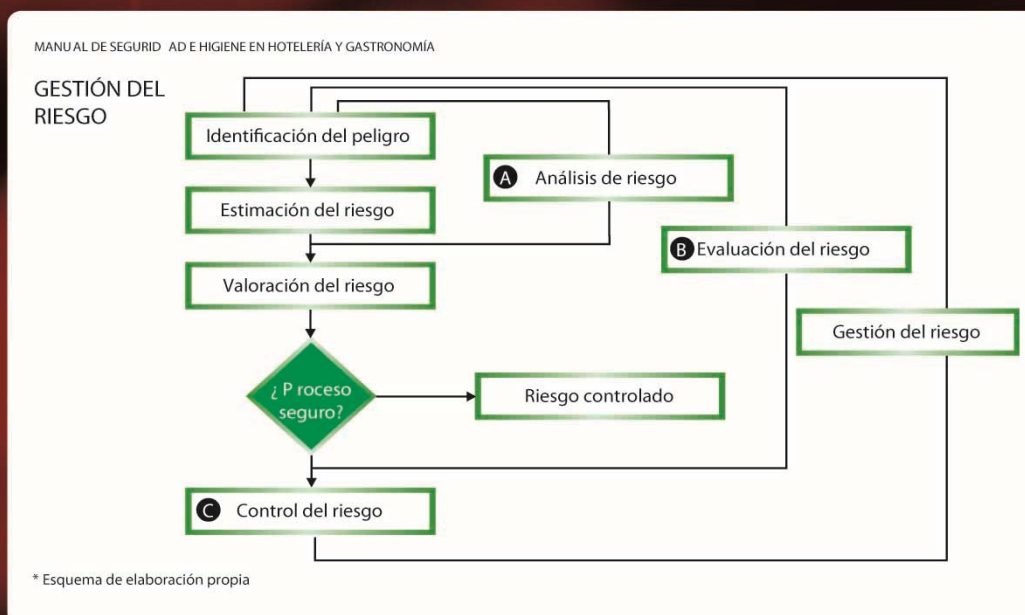 MANUAL DE SEGURID AD E HIGIENE EN HOTELERÍA Y GASTRONOMÍA
GESTIÓN DEL
RIESGO
Identificación del peligro
A Análisis de riesgo
Estimación del riesgo
B Evaluación del riesgo
Valoración del riesgo
Gestión del riesgo
¿ P roceso
seguro?
Riesgo controlado
C Control del riesgo
* Esquema de elaboración propia